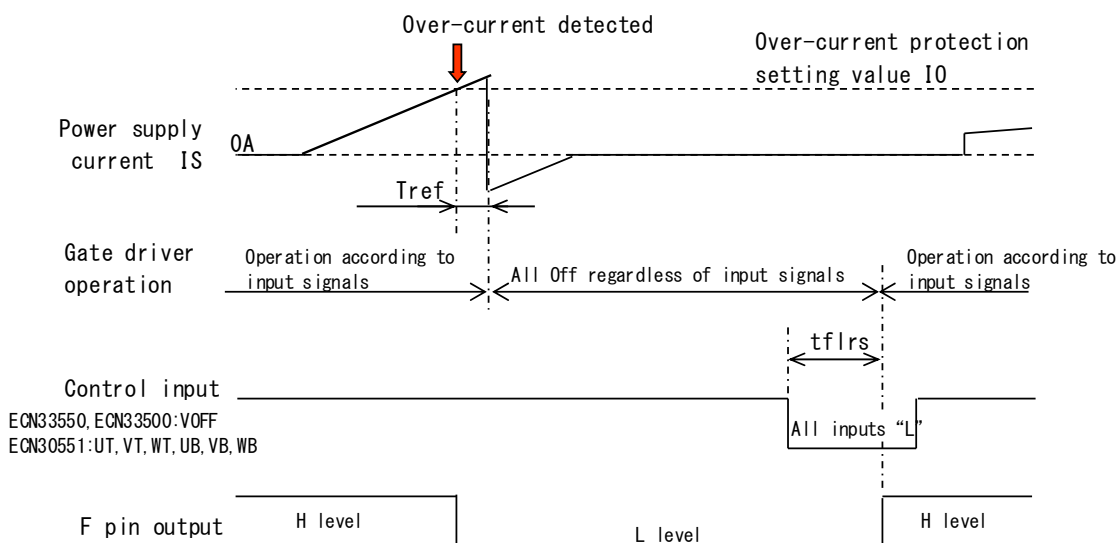 Over-current detected
Over-current protection
setting value IO
Power supply
current IS
0A
Tref
Gate driver
operation
Operation according to
input signals
All Off regardless of input signals
Operation according to
input signals
tflrs
Control input
ECN33550, ECN33500:VOFF
ECN30551:UT, VT, WT, UB, VB, WB
All inputs “L”
F pin output
H level
L level
H level